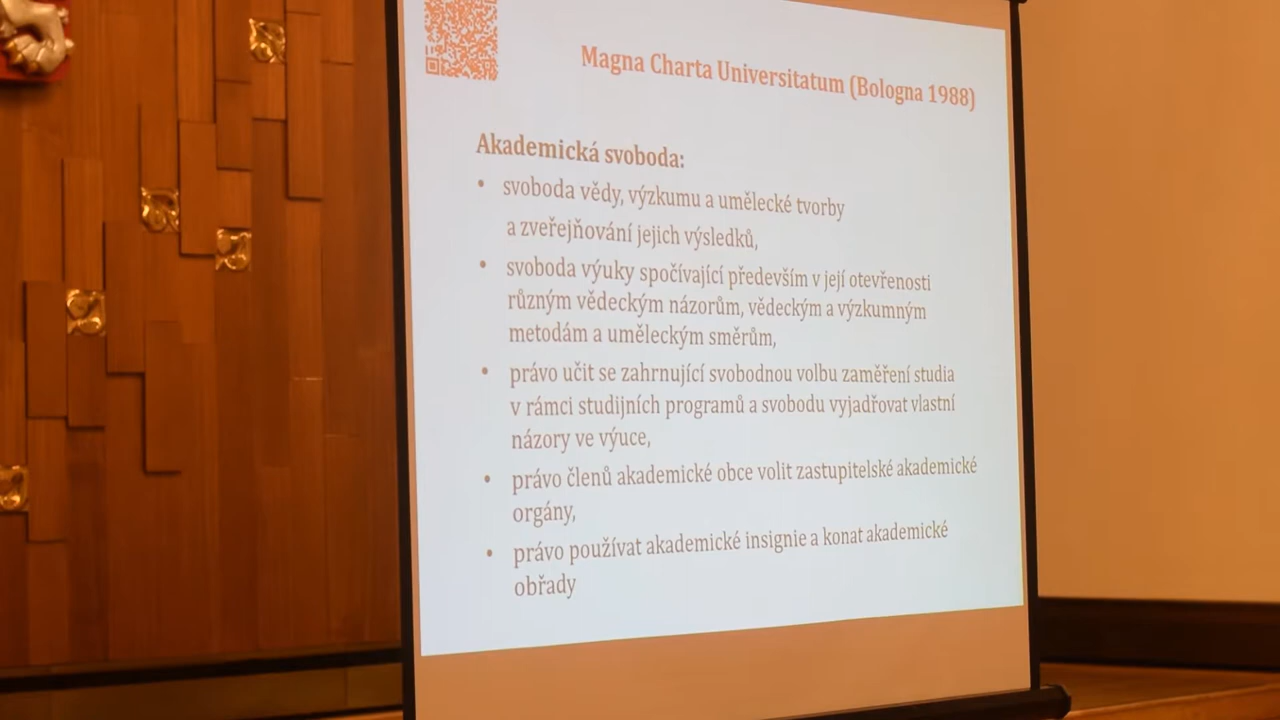 Magna Charta Universitatum (Bologna 1988)
Akademická svoboda:
• svoboda vědy, výzkumu a umělecké tvorby
a zveřejňování jejich výsledků,
• svoboda výuky spočívající především v její otevřenosti
různým vědeckým názorům, vědeckým a výzkumným
metodám a uměleckým směrům,
• právo učit se zahrnující svobodnou volbu zaměření studia
v rámci studijních programů a svobodu vyjadřovat vlastní
názory ve výuce,
• právo členů akademické obce volit zastupitelské akademické
orgány,
• právo používat akademické insignie a konat akademické
obřady